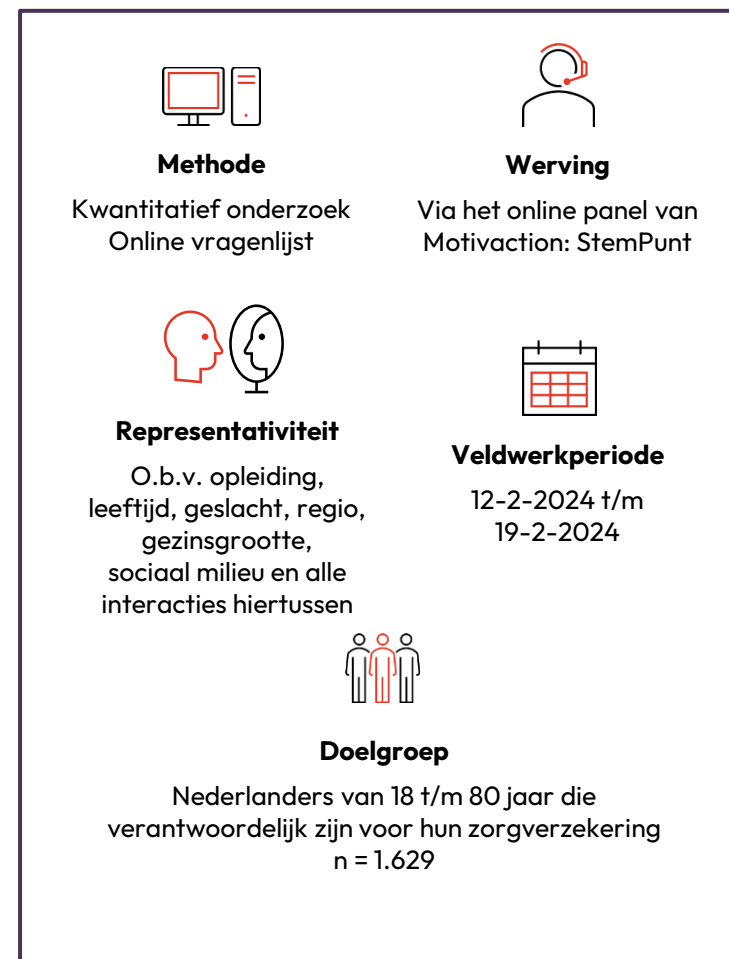 Methode
Kwantitatief onderzoek
Online vragenlijst
Werving
Via het online panel van
Motivaction: StemPunt
Representativiteit
O.b.v. opleiding,
leeftijd, geslacht, regio,
gezinsgrootte,
sociaal milieu en alle
interacties hiertussen
Veldwerkperiode
12-2-2024 t/m
19-2-2024
Doelgroep
Nederlanders van 18 t/m 80 jaar die
verantwoordelijk zijn voor hun zorgverzekering
n = 1.629